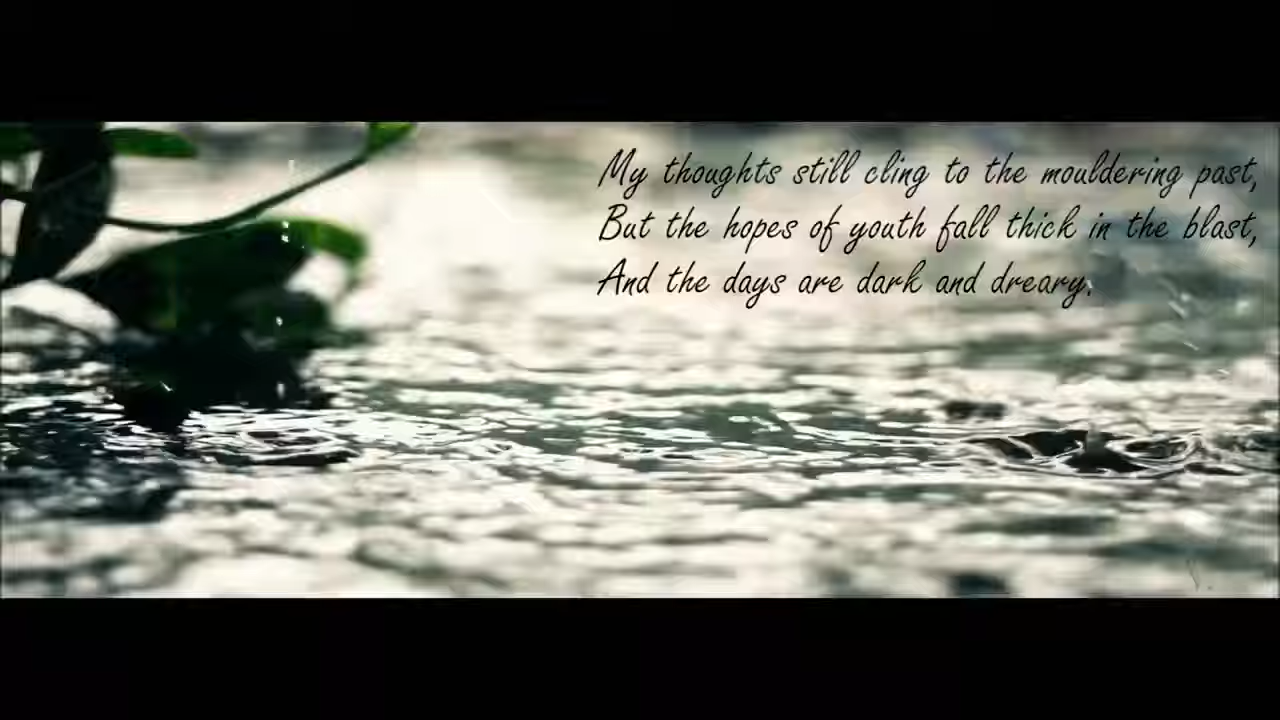 My thoughts still cling to the mouldering past,
But the hopes of youth fall thick in the blast,
And the days are dark and dreary.